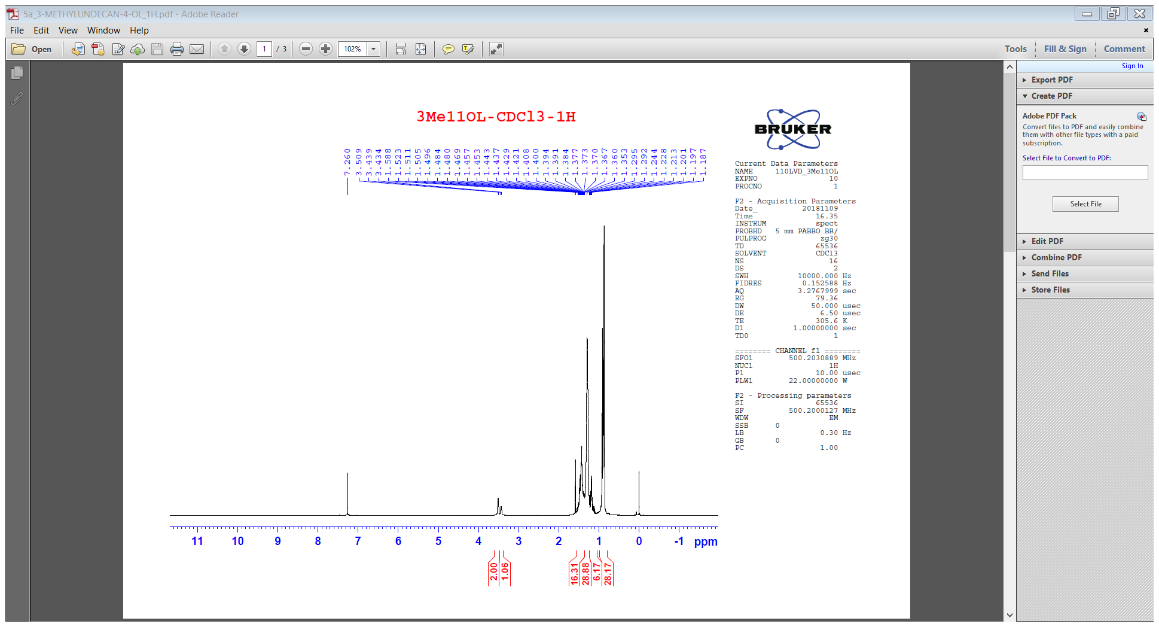 5a_3-METHYLUNDECAN-4-OL_1H.pdf - Adobe Reader
File Edit View Window Help
Open 1 / 3 102% Tools Fill & Sign Comment
Sign In
Export PDF
Create PDF
Adobe PDF Pack
Convert files to PDF and easily combine
them with other file types with a paid
subscription.
Select File to Convert to PDF:
Select File
Edit PDF
Combine PDF
Send Files
Store Files
3Me11OL-CDCl3-1H
7.260
3.509
3.439
3.434
1.588
1.523
1.511
1.505
1.496
1.484
1.480
1.469
1.457
1.453
1.443
1.437
1.429
1.421
1.408
1.400
1.394
1.391
1.384
1.377
1.373
1.370
1.367
1.360
1.353
1.295
1.292
1.244
1.228
1.213
1.201
1.197
1.187
BRUKER
Current Data Parameters
NAME 110LVD_3Me11OL
EXPNO 10
PROCNO 1
F2 - Acquisition Parameters
Date_ 20181109
Time 16.35
INSTRUM spect
PROBHD 5 mm PABBO BB/
PULPROG zg30
TD 65536
SOLVENT CDCl3
NS 16
DS 2
SWH 10000.000 Hz
FIDRES 0.152588 Hz
AQ 3.2767999 sec
RG 79.36
DW 50.000 usec
DE 6.50 usec
TE 305.6 K
D1 1.00000000 sec
TD0 1
======== CHANNEL f1 ========
SFO1 500.2030889 MHz
NUC1 1H
P1 10.00 usec
PLW1 22.00000000 W
F2 - Processing parameters
SI 65536
SF 500.2000127 MHz
WDW EM
SSB 0
LB 0.30 Hz
GB 0
PC 1.00
11 10 9 8 7 6 5 4 3 2 1 0 -1 ppm
2.00
1.06
16.31
28.88
6.17
28.17